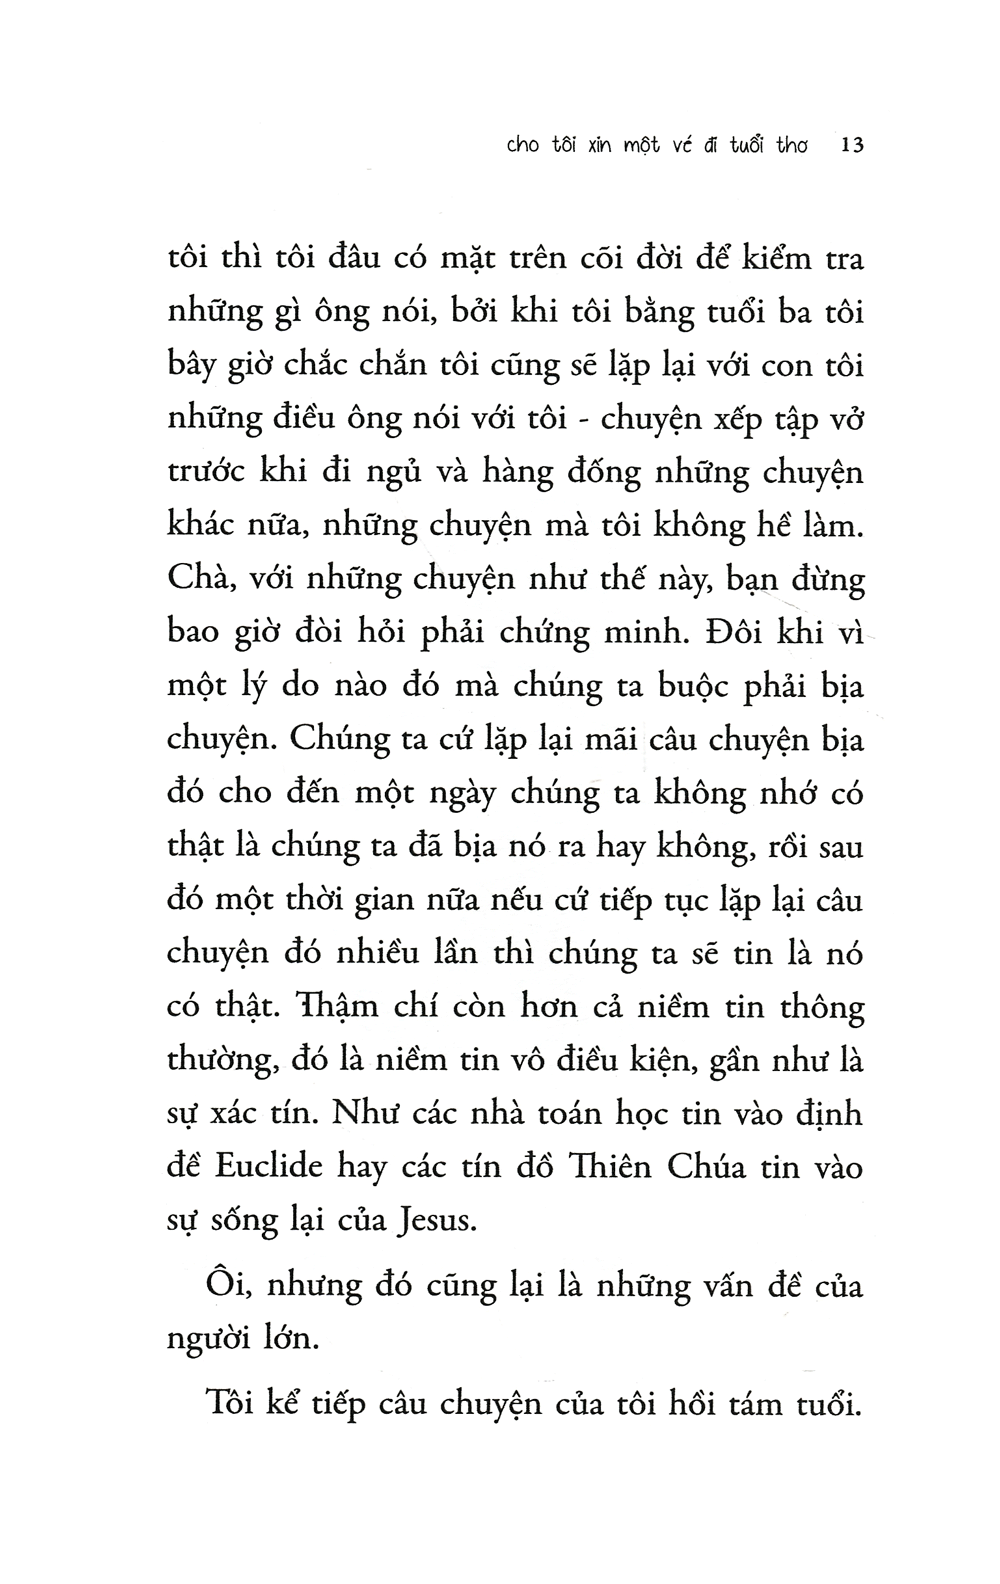 cho tôi xin một vé đi tuổi thơ 13
tôi thì tôi đâu có mặt trên cõi đời để kiểm tra
những gì ông nói, bởi khi tôi bằng tuổi ba tôi
bây giờ chắc chắn tôi cũng sẽ lặp lại với con tôi
những điều ông nói với tôi - chuyện xếp tập vở
trước khi đi ngủ và hàng đống những chuyện
khác nữa, những chuyện mà tôi không hề làm.
Chà, với những chuyện như thế này, bạn đừng
bao giờ đòi hỏi phải chứng minh. Đôi khi vì
một lý do nào đó mà chúng ta buộc phải bịa
chuyện. Chúng ta cứ lặp lại mãi câu chuyện bịa
đó cho đến một ngày chúng ta không nhớ có
thật là chúng ta đã bịa nó ra hay không, rồi sau
đó một thời gian nữa nếu cứ tiếp tục lặp lại câu
chuyện đó nhiều lần thì chúng ta sẽ tin là nó
có thật. Thậm chí còn hơn cả niềm tin thông
thường, đó là niềm tin vô điều kiện, gần như là
sự xác tín. Như các nhà toán học tin vào định
đề Euclide hay các tín đồ Thiên Chúa tin vào
sự sống lại của Jesus.
Ôi, nhưng đó cũng lại là những vấn đề của
người lớn.
Tôi kể tiếp câu chuyện của tôi hồi tám tuổi.